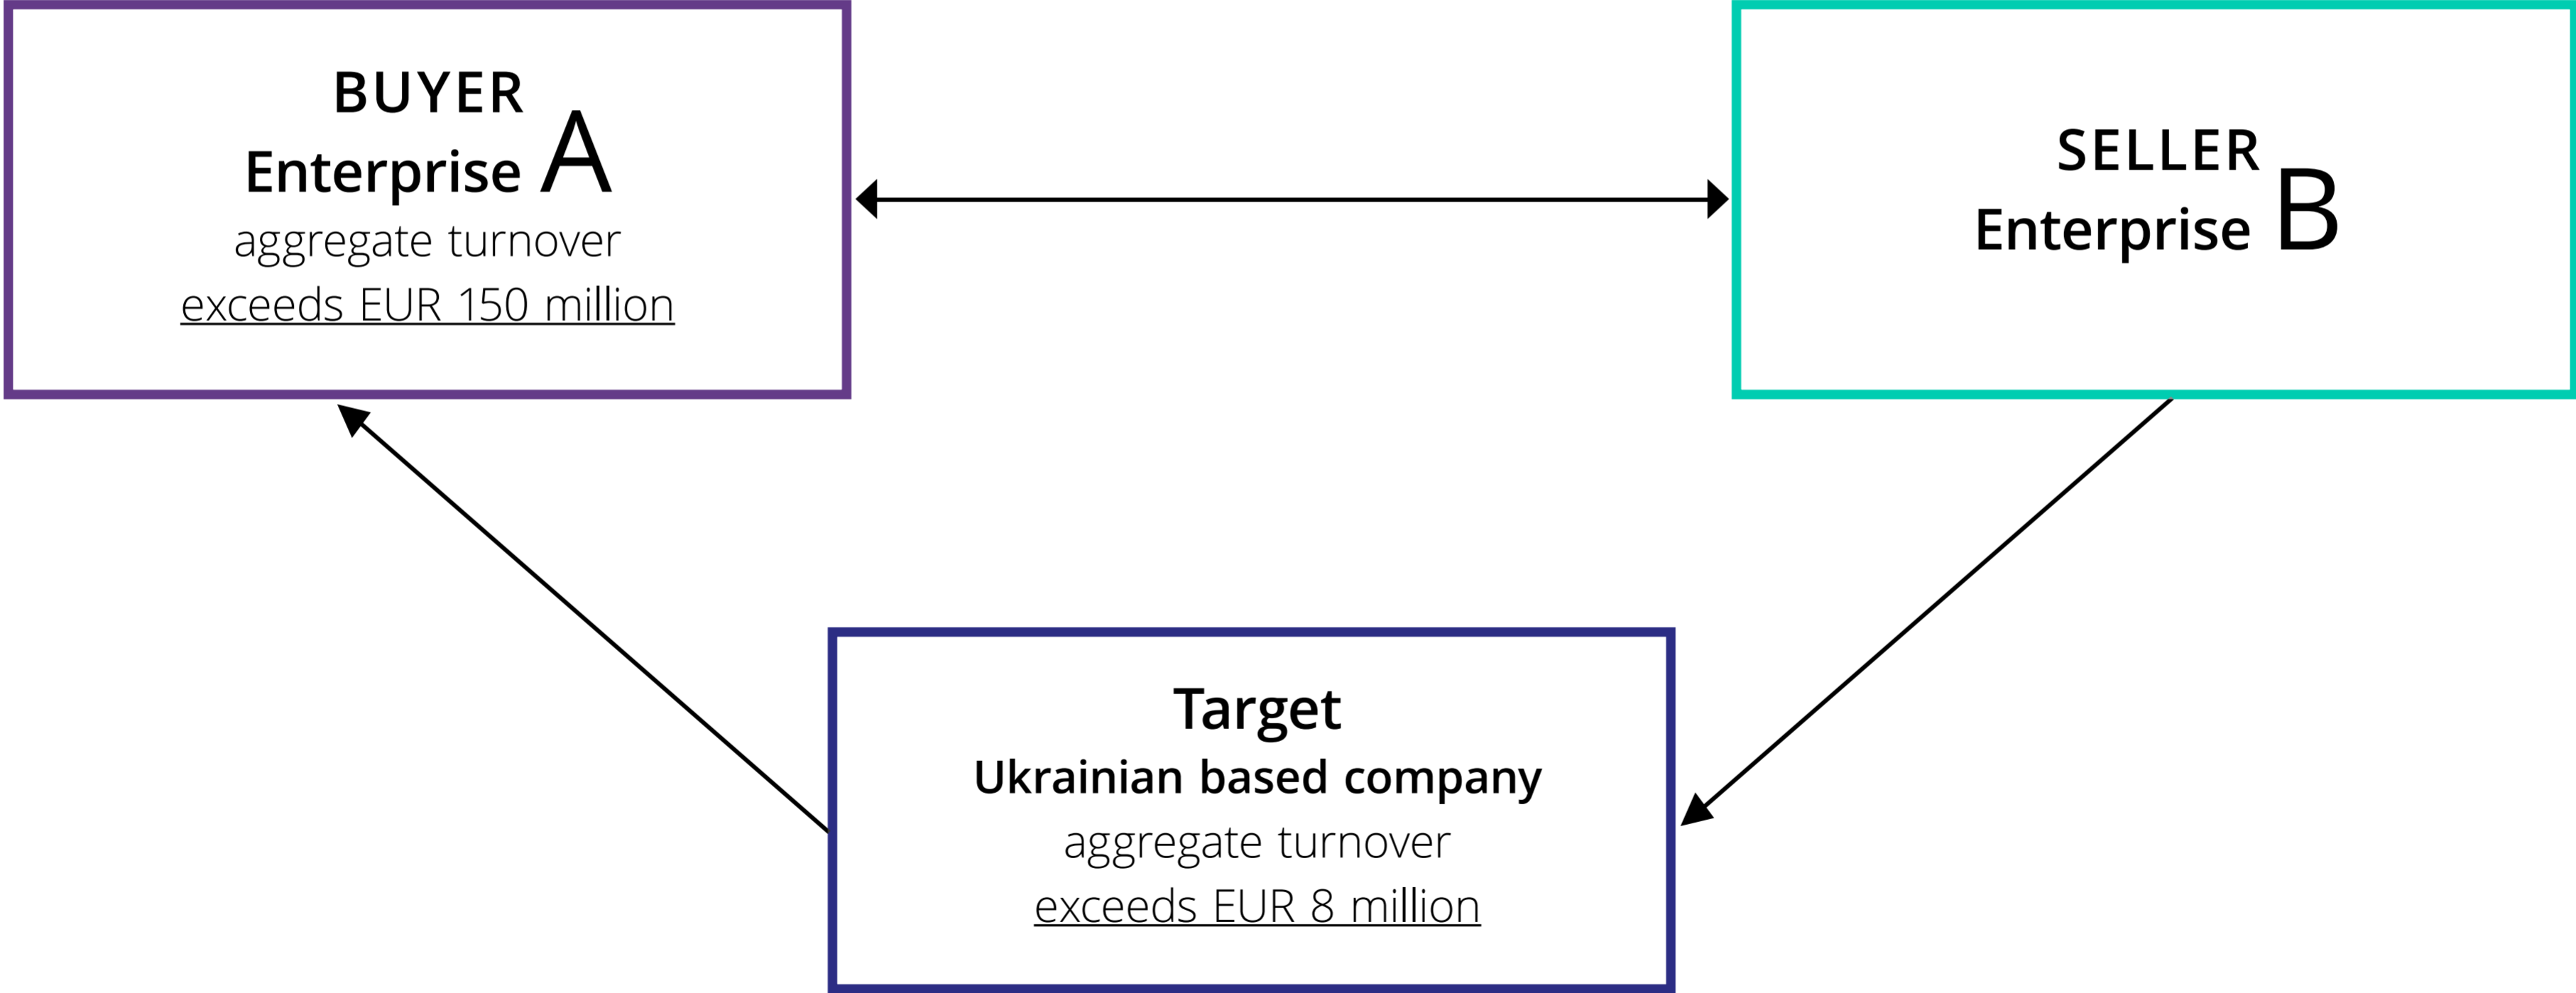 BUYER
Enterprise A
aggregate turnover
exceeds EUR 150 million
SELLER
Enterprise B
Target
Ukrainian based company
aggregate turnover
exceeds EUR 8 million